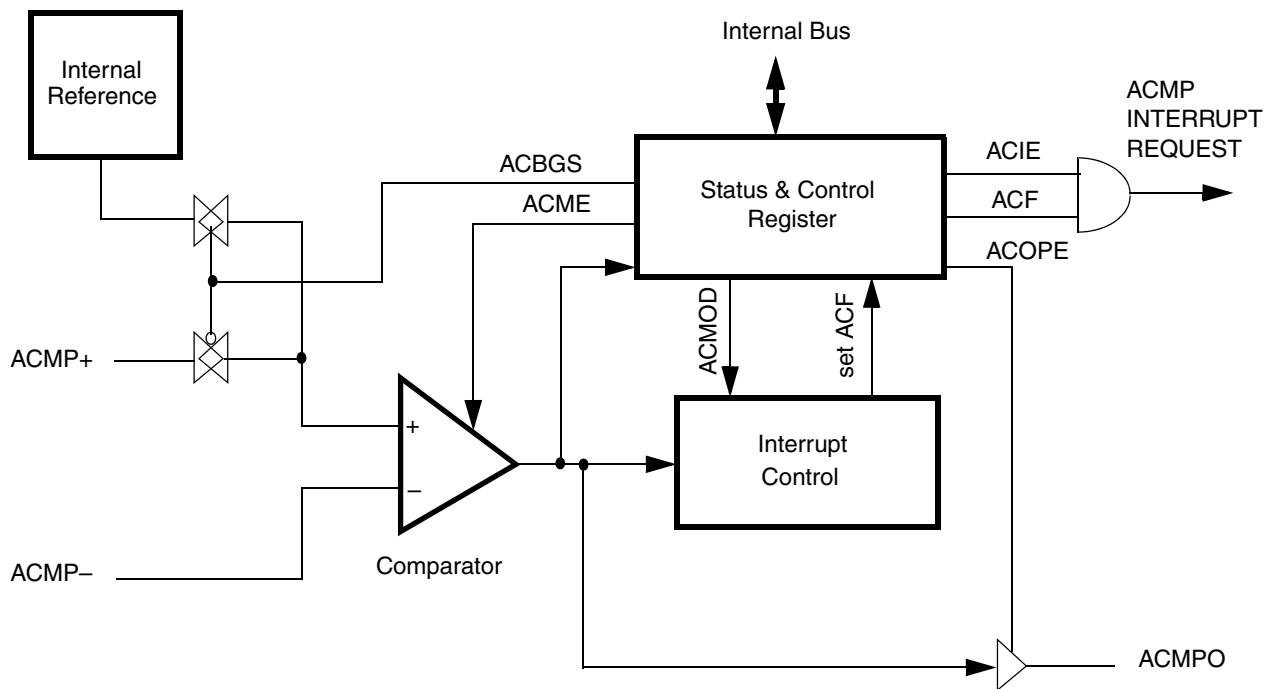 Internal Bus
Internal
Reference
ACMP
INTERRUPT
REQUEST
ACBGS
ACME
Status & Control
Register
ACIE
ACF
ACOPE
ACMOD
set ACF
ACMP+
+
–
Interrupt
Control
Comparator
ACMP–
ACMPO